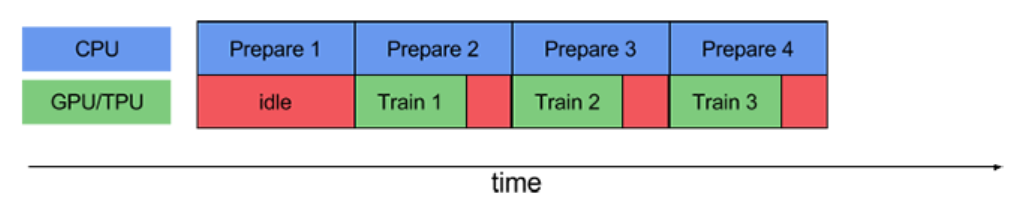 CPU
Prepare 1
Prepare 2
Prepare 3
Prepare 4
GPU/TPU
idle
Train 1
Train 2
Train 3
time